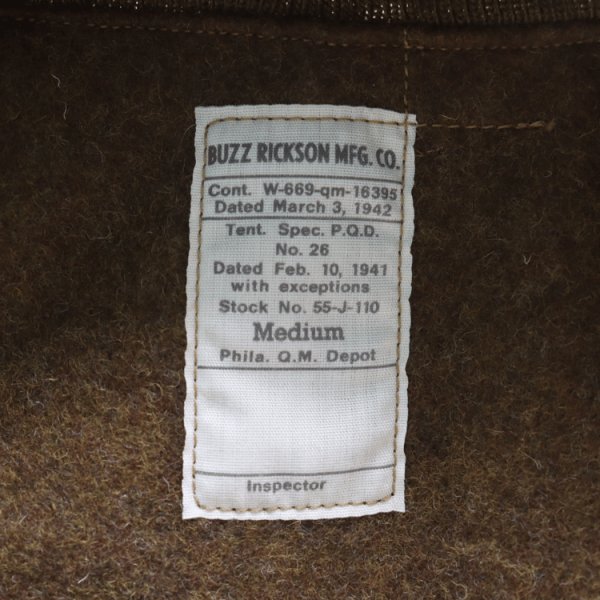 BUZZ RICKSON MFG. CO.
Cont. W-669-qm-16395
Dated March 3, 1942
Tent. Spec. P.Q.D.
No. 26
Dated Feb. 10, 1941
with exceptions
Stock No. 55-J-110
Medium
Phila. Q.M. Depot
Inspector